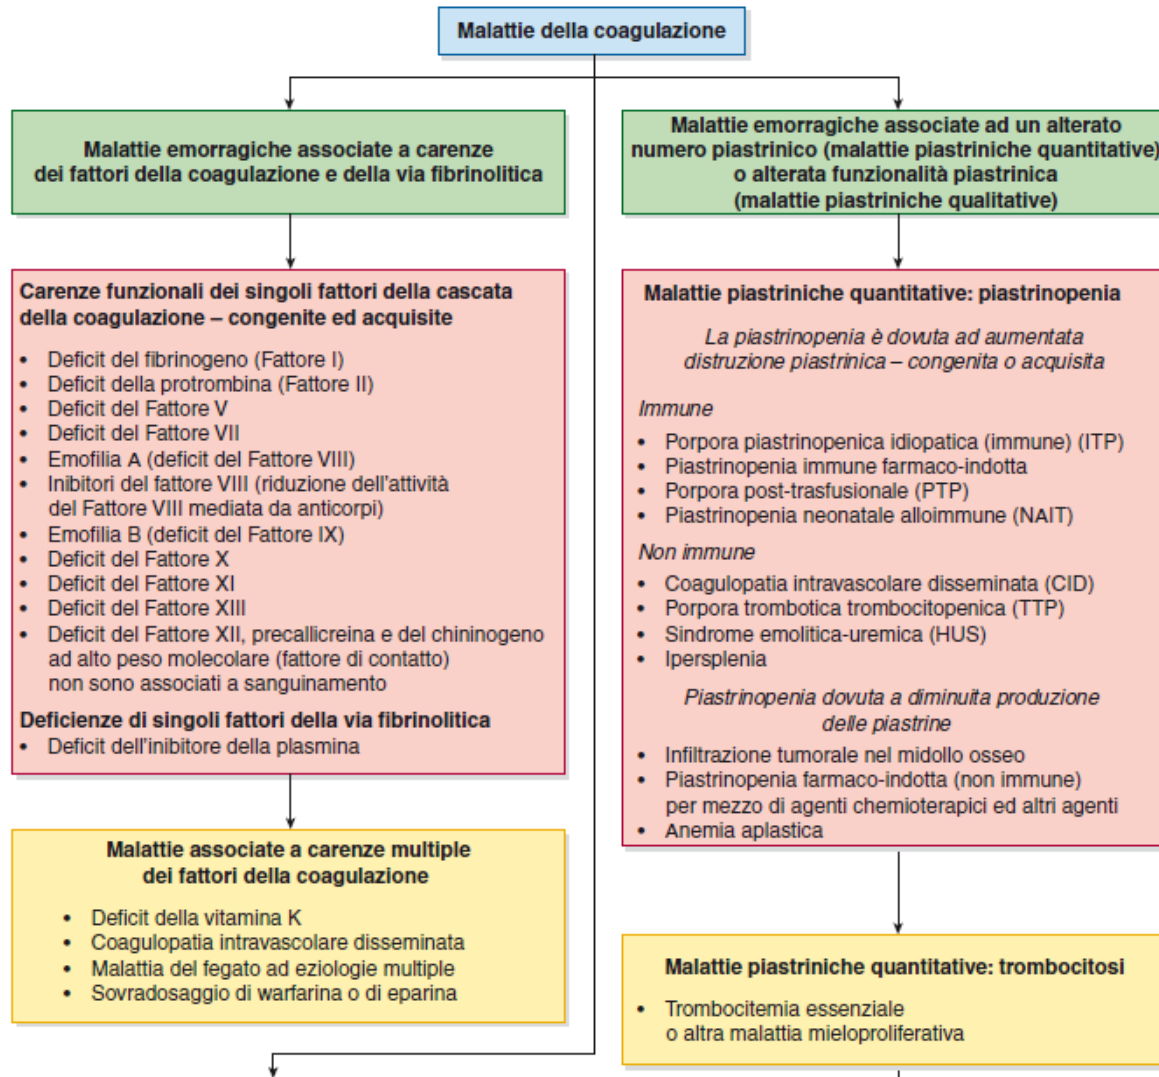 Malattie della coagulazione
Malattie emorragiche associate a carenze
dei fattori della coagulazione e della via fibrinolitica
Carenze funzionali dei singoli fattori della cascata
della coagulazione – congenite ed acquisite
• Deficit del fibrinogeno (Fattore I)
• Deficit della protrombina (Fattore II)
• Deficit del Fattore V
• Deficit del Fattore VII
• Emofilia A (deficit del Fattore VIII)
• Inibitori del fattore VIII (riduzione dell'attività
del Fattore VIII mediata da anticorpi)
• Emofilia B (deficit del Fattore IX)
• Deficit del Fattore X
• Deficit del Fattore XI
• Deficit del Fattore XIII
• Deficit del Fattore XII, precallicreina e del chininogeno
ad alto peso molecolare (fattore di contatto)
non sono associati a sanguinamento
Deficienze di singoli fattori della via fibrinolitica
• Deficit dell'inibitore della plasmina
Malattie associate a carenze multiple
dei fattori della coagulazione
• Deficit della vitamina K
• Coagulopatia intravascolare disseminata
• Malattia del fegato ad eziologie multiple
• Sovradosaggio di warfarina o di eparina
Malattie emorragiche associate ad un alterato
numero piastrinico (malattie piastriniche quantitative)
o alterata funzionalità piastrinica
(malattie piastriniche qualitative)
Malattie piastriniche quantitative: piastrinopenia
La piastrinopenia è dovuta ad aumentata
distruzione piastrinica – congenita o acquisita
Immune
• Porpora piastrinopenica idiopatica (immune) (ITP)
• Piastrinopenia immune farmaco-indotta
• Porpora post-trasfusionale (PTP)
• Piastrinopenia neonatale alloimmune (NAIT)
Non immune
• Coagulopatia intravascolare disseminata (CID)
• Porpora trombotica trombocitopenica (TTP)
• Sindrome emolitica-uremica (HUS)
• Ipersplenia
Piastrinopenia dovuta a diminuita produzione
delle piastrine
• Infiltrazione tumorale nel midollo osseo
• Piastrinopenia farmaco-indotta (non immune)
per mezzo di agenti chemioterapici ed altri agenti
• Anemia aplastica
Malattie piastriniche quantitative: trombocitosi
• Trombocitemia essenziale
o altra malattia mieloproliferativa